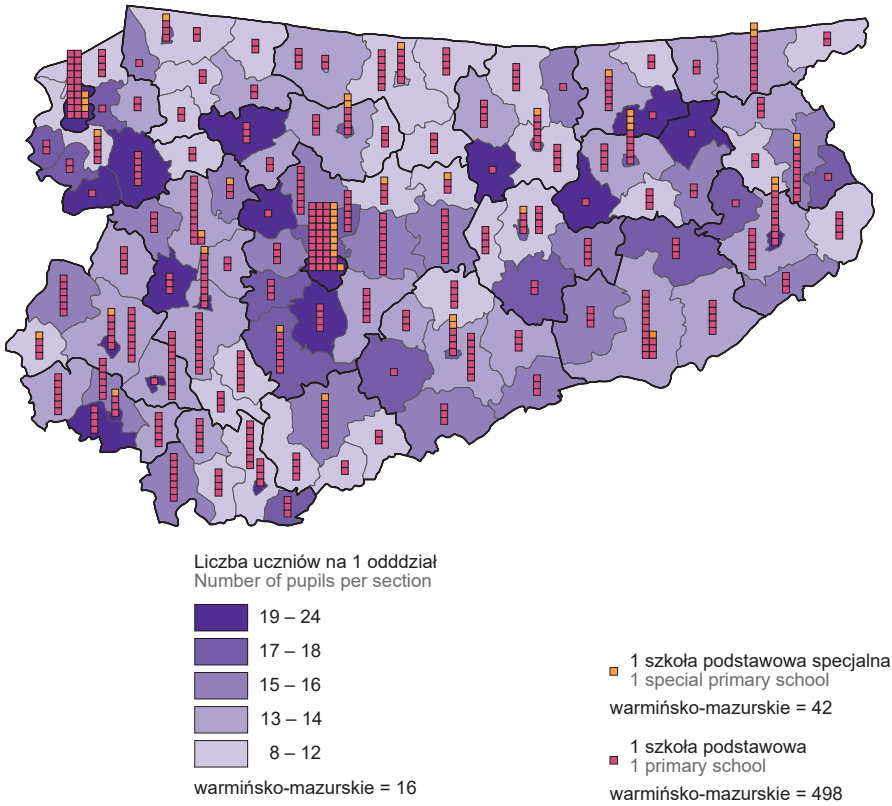 Liczba uczniów na 1 odddział
Number of pupils per section
19 – 24
17 – 18
15 – 16
13 – 14
8 – 12
warmińsko-mazurskie = 16
1 szkoła podstawowa specjalna
1 special primary school
warmińsko-mazurskie = 42
1 szkoła podstawowa
1 primary school
warmińsko-mazurskie = 498